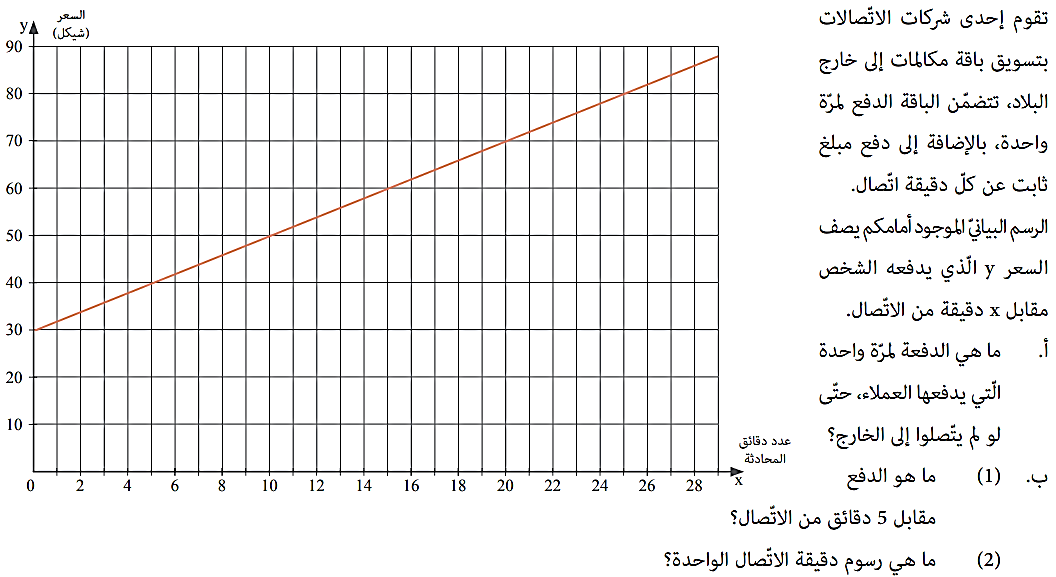 تقوم إحدى شركات الاتّصالات
بتسويق باقة مكالمات إلى خارج
البلاد، تتضمّن الباقة الدفع لمرّة
واحدة، بالإضافة إلى دفع مبلغ
ثابت عن كلّ دقيقة اتّصال.
الرسم البيانيّ الموجود أمامكم يصف
السعر y الّذي يدفعه الشخص
مقابل x دقيقة من الاتّصال.
أ. ما هي الدفعة لمرّة واحدة
الّتي يدفعها العملاء، حتّى
لو لم يتّصلوا إلى الخارج؟
ب. (1) ما هو الدفع
مقابل 5 دقائق من الاتّصال؟
(2) ما هي رسوم دقيقة الاتّصال الواحدة؟
السعر
(شيكل)
y
90
80
70
60
50
40
30
20
10
0 2 4 6 8 10 12 14 16 18 20 22 24 26 28
عدد دقائق
المحادثة
x